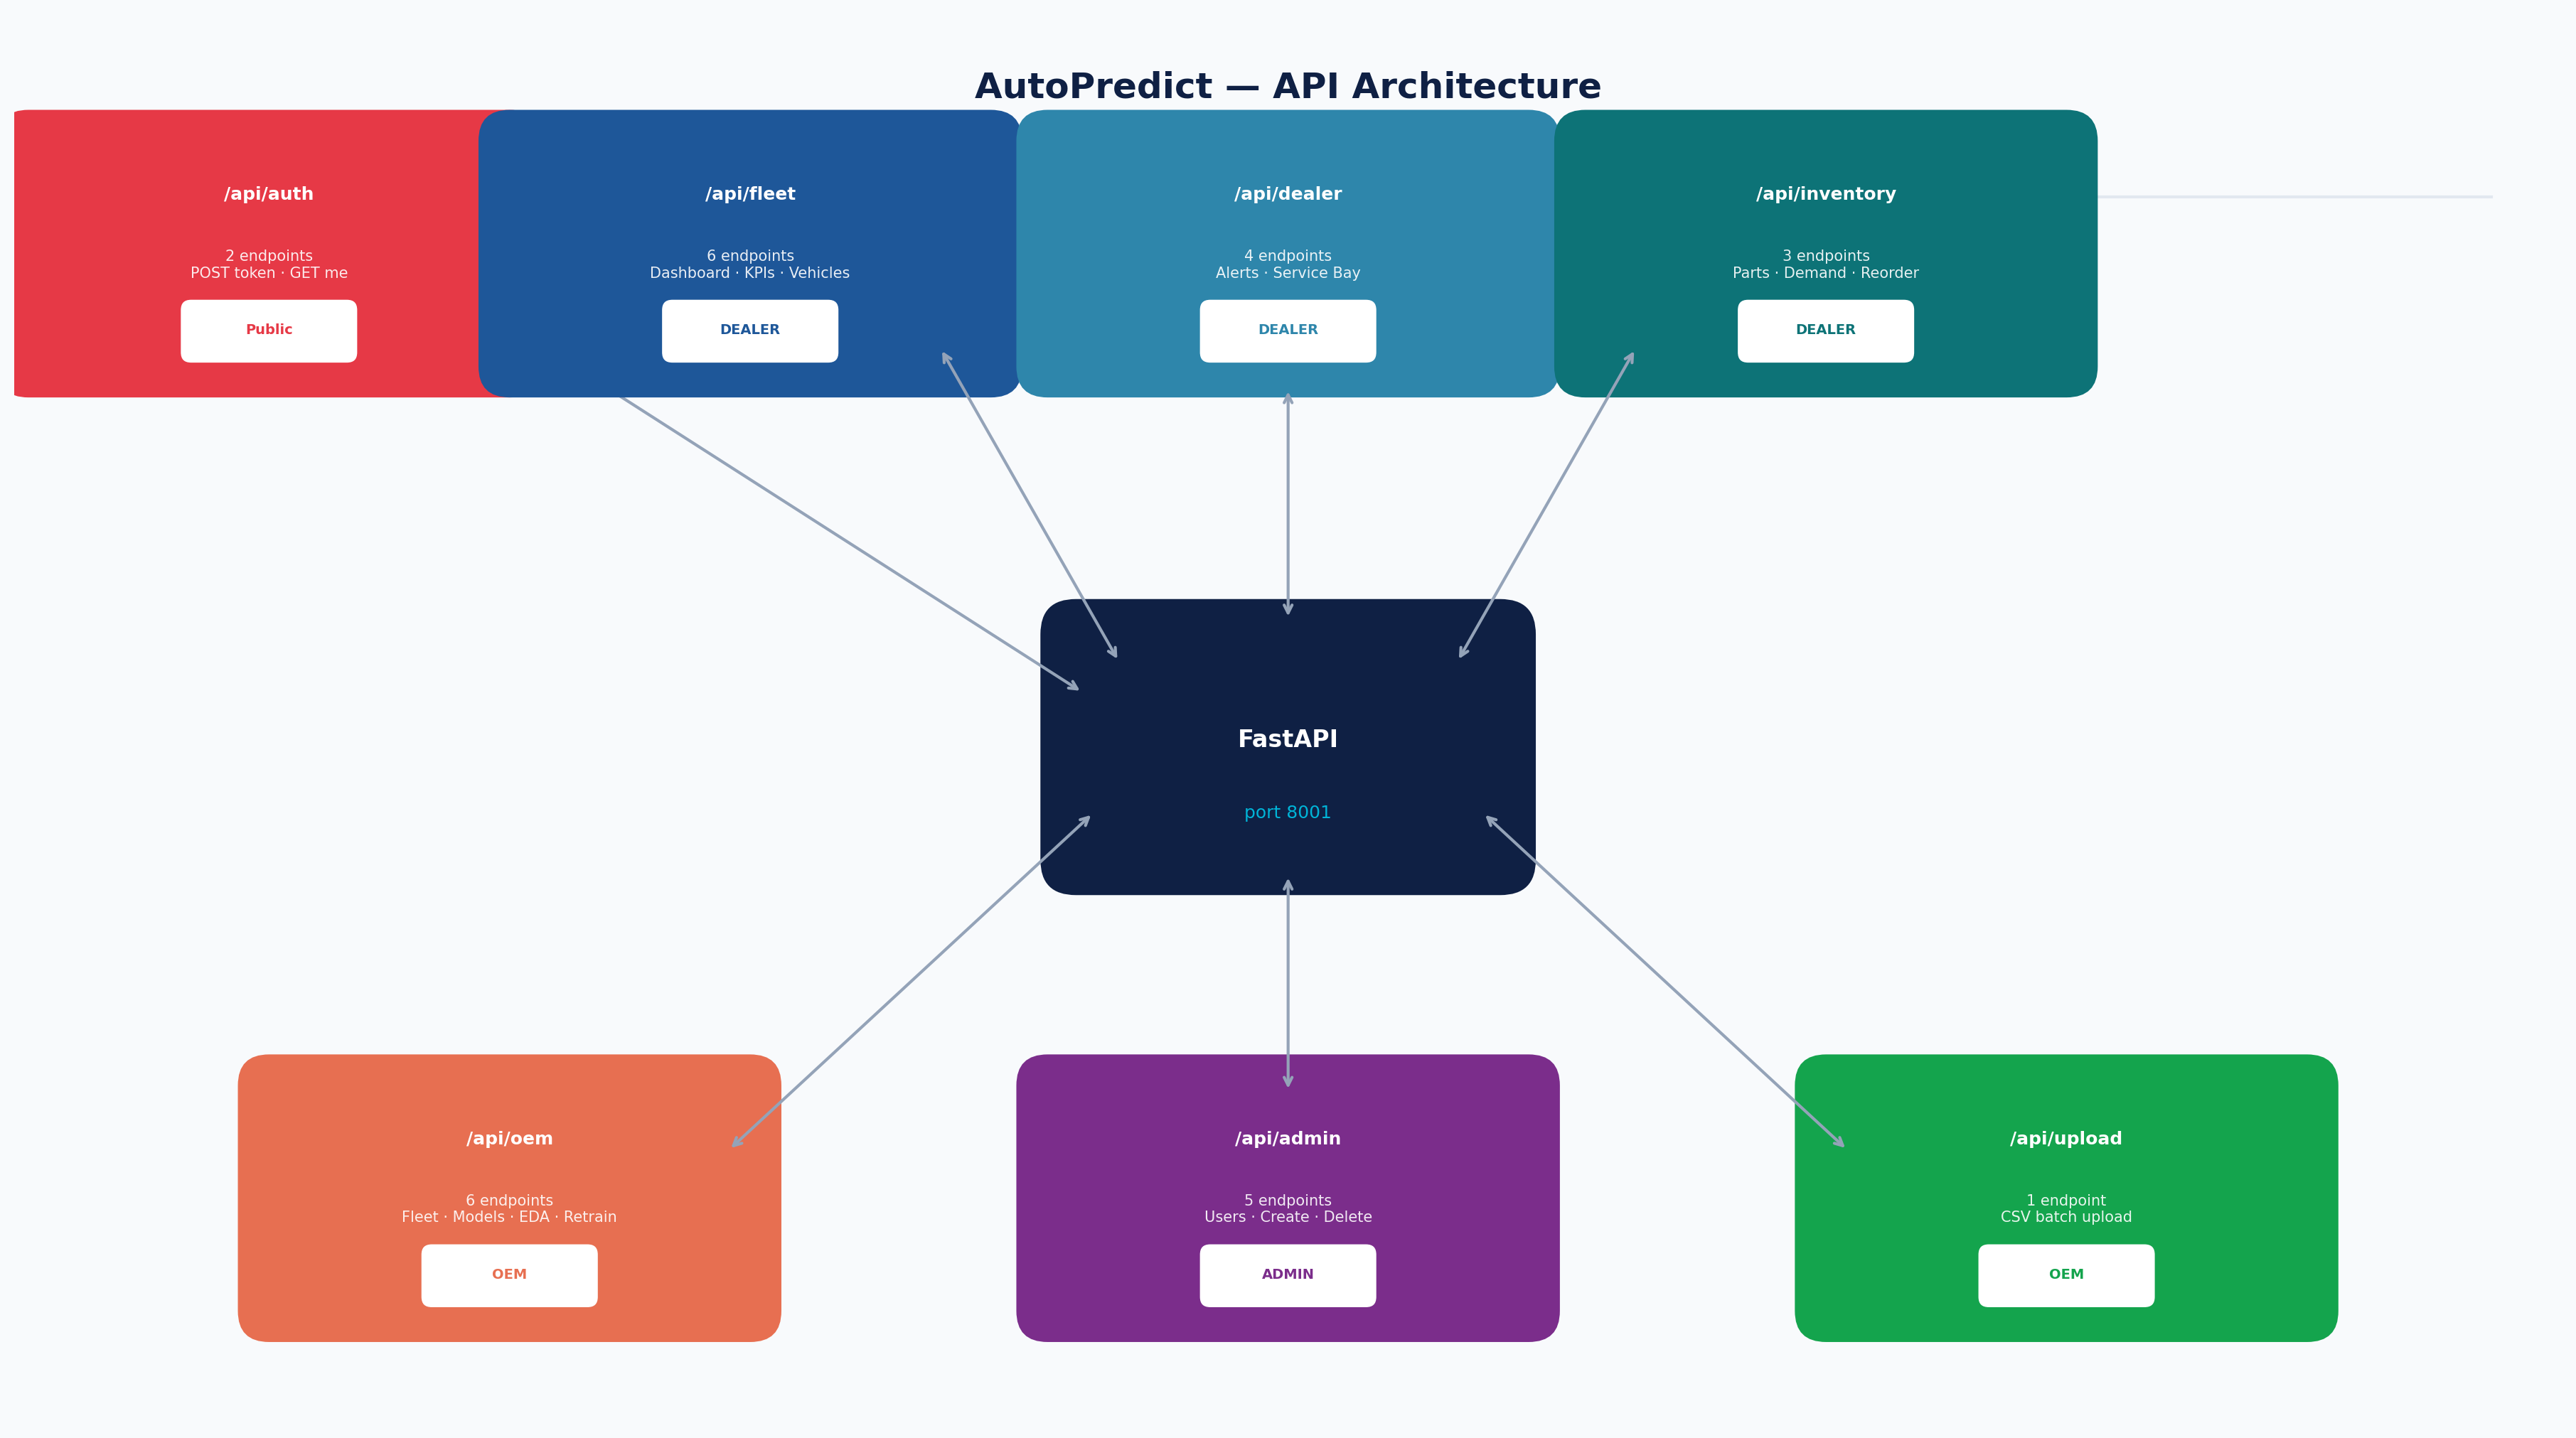 AutoPredict — API Architecture
/api/auth
2 endpoints
POST token · GET me
Public
/api/fleet
6 endpoints
Dashboard · KPIs · Vehicles
DEALER
/api/dealer
4 endpoints
Alerts · Service Bay
DEALER
/api/inventory
3 endpoints
Parts · Demand · Reorder
DEALER
FastAPI
port 8001
/api/oem
6 endpoints
Fleet · Models · EDA · Retrain
OEM
/api/admin
5 endpoints
Users · Create · Delete
ADMIN
/api/upload
1 endpoint
CSV batch upload
OEM